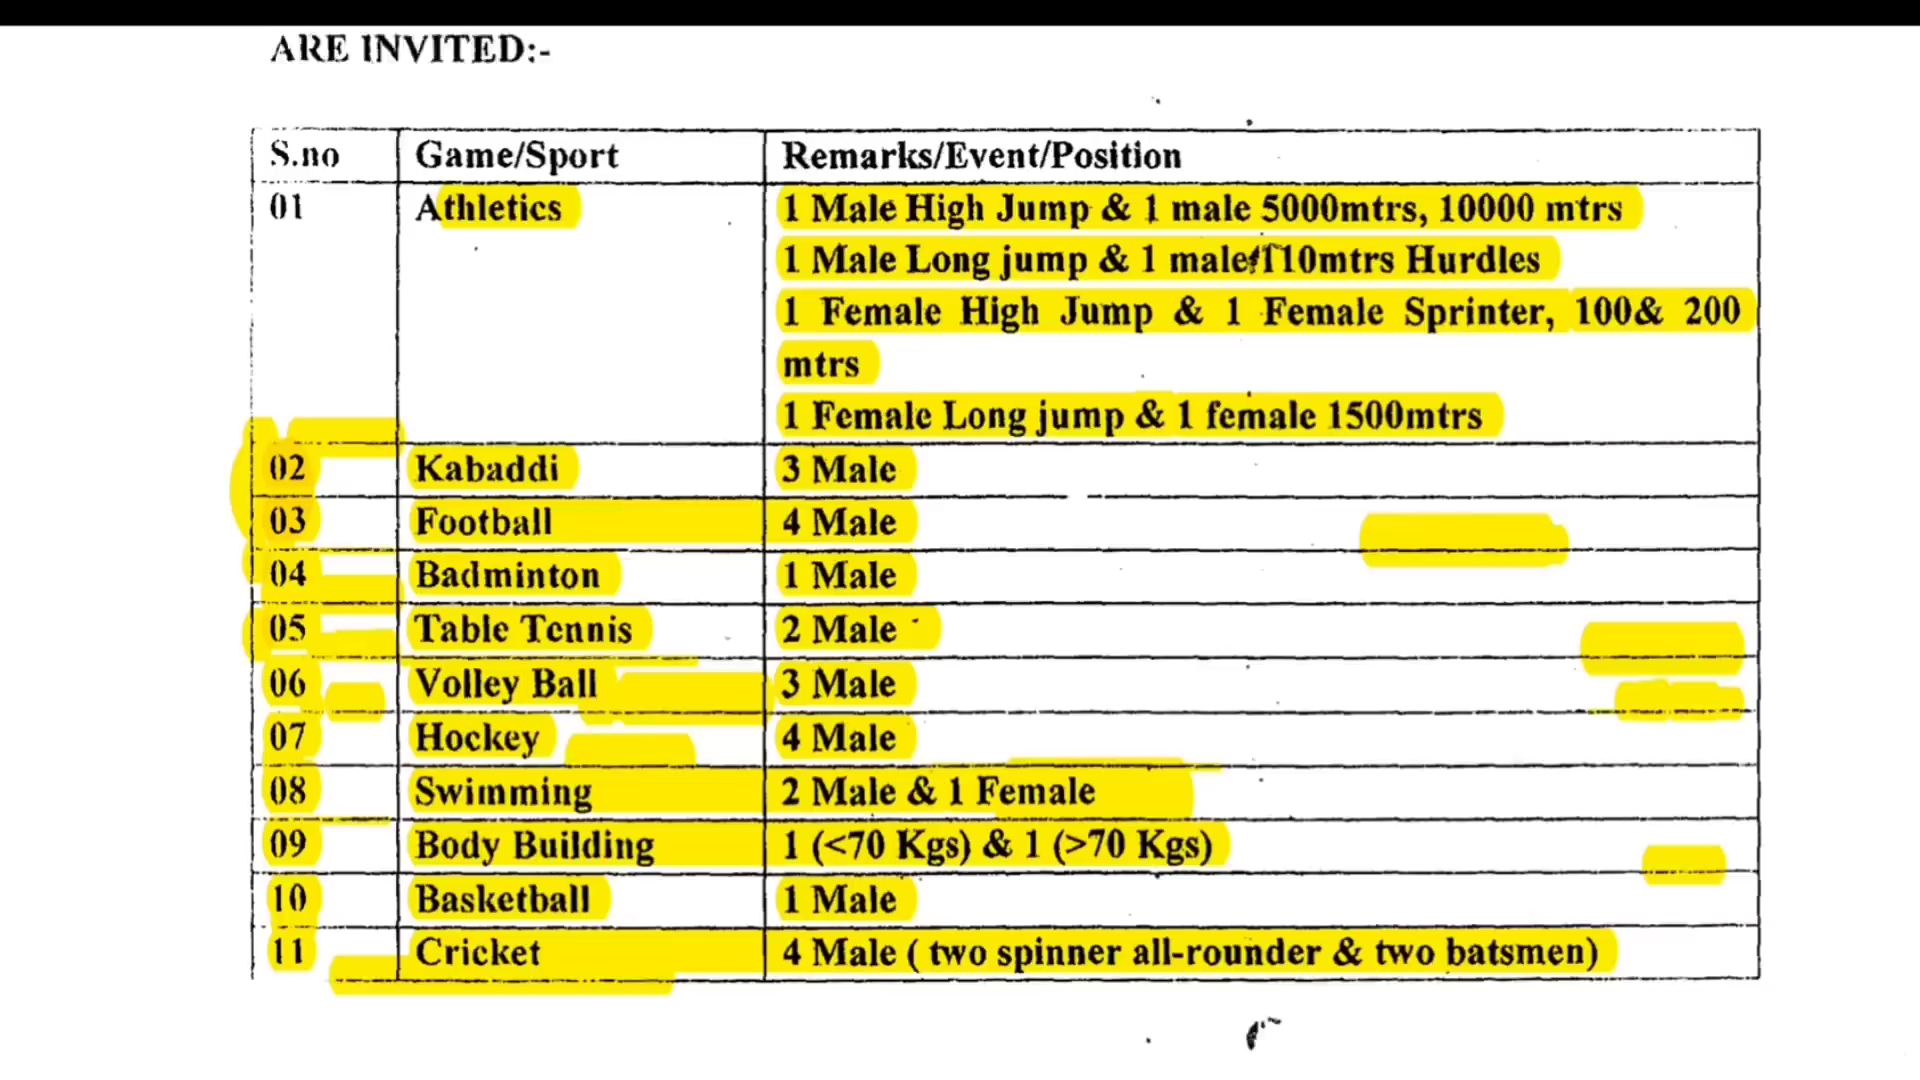 ARE INVITED:-
S.no Game/Sport Remarks/Event/Position
01 Athletics 1 Male High Jump & 1 male 5000mtrs, 10000 mtrs
1 Male Long jump & 1 male 110mtrs Hurdles
1 Female High Jump & 1 Female Sprinter, 100& 200
mtrs
1 Female Long jump & 1 female 1500mtrs
02 Kabaddi 3 Male
03 Football 4 Male
04 Badminton 1 Male
05 Table Tennis 2 Male
06 Volley Ball 3 Male
07 Hockey 4 Male
08 Swimming 2 Male & 1 Female
09 Body Building 1 (<70 Kgs) & 1 (>70 Kgs)
10 Basketball 1 Male
11 Cricket 4 Male ( two spinner all-rounder & two batsmen)